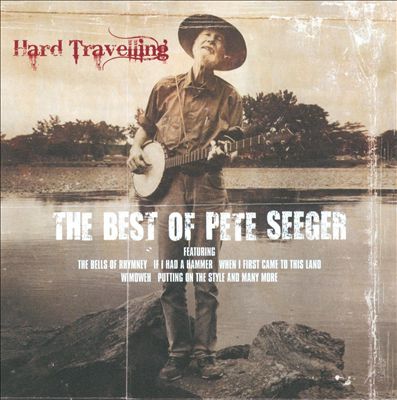 Hard Travelling
THE BEST OF PETE SEEGER
FEATURING
THE BELLS OF RHYMNEY IF I HAD A HAMMER WHEN I FIRST CAME TO THIS LAND
WIMOWEH PUTTING ON THE STYLE AND MANY MORE